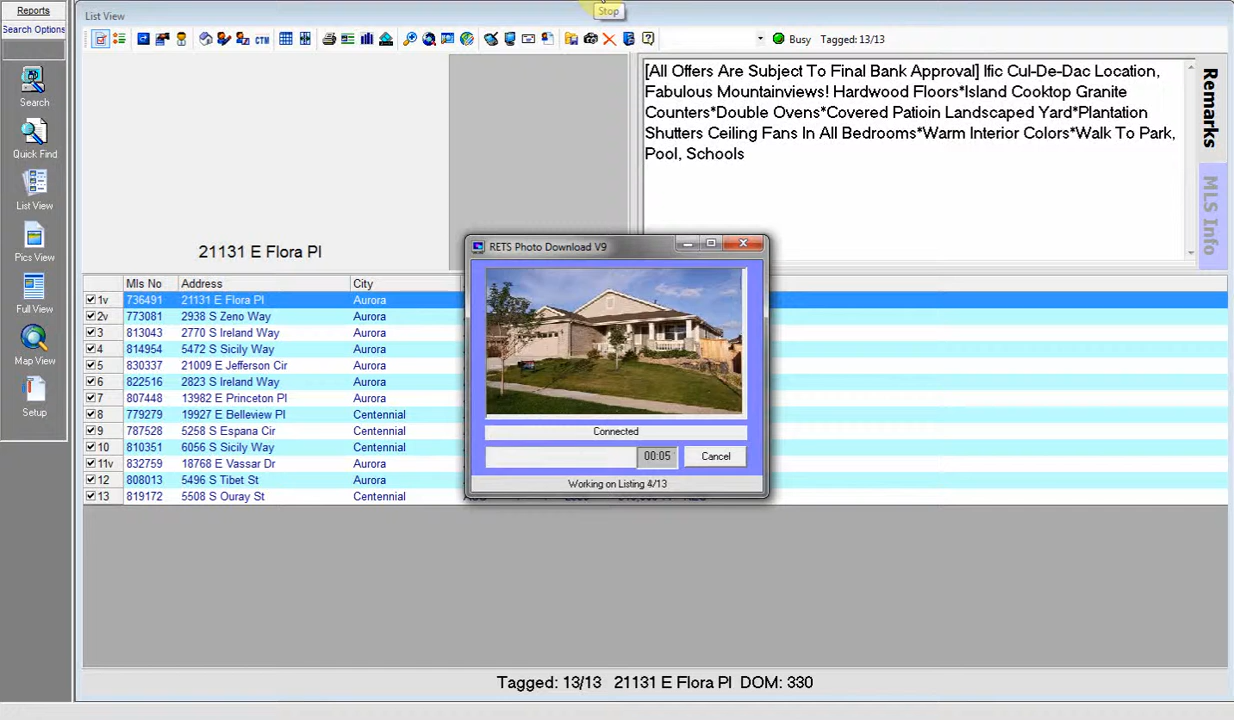 Reports
Search Options
Search
Quick Find
List View
Pics View
Full View
Map View
Setup
Stop
List View
CTM
Busy Tagged: 13/13
21131 E Flora Pl
[All Offers Are Subject To Final Bank Approval] Ific Cul-De-Dac Location,
Fabulous Mountainviews! Hardwood Floors*Island Cooktop Granite
Counters*Double Ovens*Covered Patioin Landscaped Yard*Plantation
Shutters Ceiling Fans In All Bedrooms*Warm Interior Colors*Walk To Park,
Pool, Schools
Remarks
MLS Info
Mls No Address City
1v 736491 21131 E Flora Pl Aurora
2v 773081 2938 S Zeno Way Aurora
3 813043 2770 S Ireland Way Aurora
4 814954 5472 S Sicily Way Aurora
5 830337 21009 E Jefferson Cir Aurora
6 822516 2823 S Ireland Way Aurora
7 807448 13982 E Princeton Pl Aurora
8 779279 19927 E Belleview Pl Centennial
9 787528 5258 S Espana Cir Centennial
10 810351 6056 S Sicily Way Centennial
11v 832759 18768 E Vassar Dr Aurora
12 808013 5496 S Tibet St Aurora
13 819172 5508 S Ouray St Centennial
RETS Photo Download V9
Connected
00:05 Cancel
Working on Listing 4/13
Tagged: 13/13 21131 E Flora Pl DOM: 330